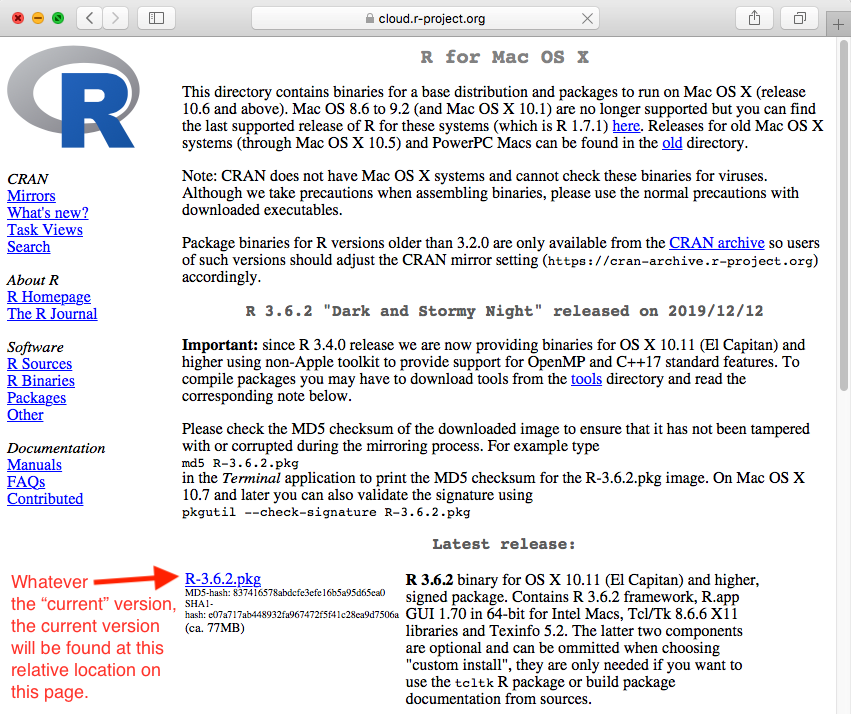 cloud.r-project.org
R
CRAN
Mirrors
What's new?
Task Views
Search
About R
R Homepage
The R Journal
Software
R Sources
R Binaries
Packages
Other
Documentation
Manuals
FAQs
Contributed
R for Mac OS X
This directory contains binaries for a base distribution and packages to run on Mac OS X (release
10.6 and above). Mac OS 8.6 to 9.2 (and Mac OS X 10.1) are no longer supported but you can find
the last supported release of R for these systems (which is R 1.7.1) here. Releases for old Mac OS X
systems (through Mac OS X 10.5) and PowerPC Macs can be found in the old directory.
Note: CRAN does not have Mac OS X systems and cannot check these binaries for viruses.
Although we take precautions when assembling binaries, please use the normal precautions with
downloaded executables.
Package binaries for R versions older than 3.2.0 are only available from the CRAN archive so users
of such versions should adjust the CRAN mirror setting (https://cran-archive.r-project.org)
accordingly.
R 3.6.2 "Dark and Stormy Night" released on 2019/12/12
Important: since R 3.4.0 release we are now providing binaries for OS X 10.11 (El Capitan) and
higher using non-Apple toolkit to provide support for OpenMP and C++17 standard features. To
compile packages you may have to download tools from the tools directory and read the
corresponding note below.
Please check the MD5 checksum of the downloaded image to ensure that it has not been tampered
with or corrupted during the mirroring process. For example type
md5 R-3.6.2.pkg
in the Terminal application to print the MD5 checksum for the R-3.6.2.pkg image. On Mac OS X
10.7 and later you can also validate the signature using
pkgutil --check-signature R-3.6.2.pkg
Latest release:
Whatever
the “current” version,
the current version
will be found at this
relative location on
this page.
R-3.6.2.pkg
MD5-hash: 837416578abdcfe3efe16b5a95d65ea0
SHA1-
hash: e07a717ab448932fa967472f5f41c28ea9d7506a
(ca. 77MB)
R 3.6.2 binary for OS X 10.11 (El Capitan) and higher,
signed package. Contains R 3.6.2 framework, R.app
GUI 1.70 in 64-bit for Intel Macs, Tcl/Tk 8.6.6 X11
libraries and Texinfo 5.2. The latter two components
are optional and can be ommitted when choosing
"custom install", they are only needed if you want to
use the tcltk R package or build package
documentation from sources.